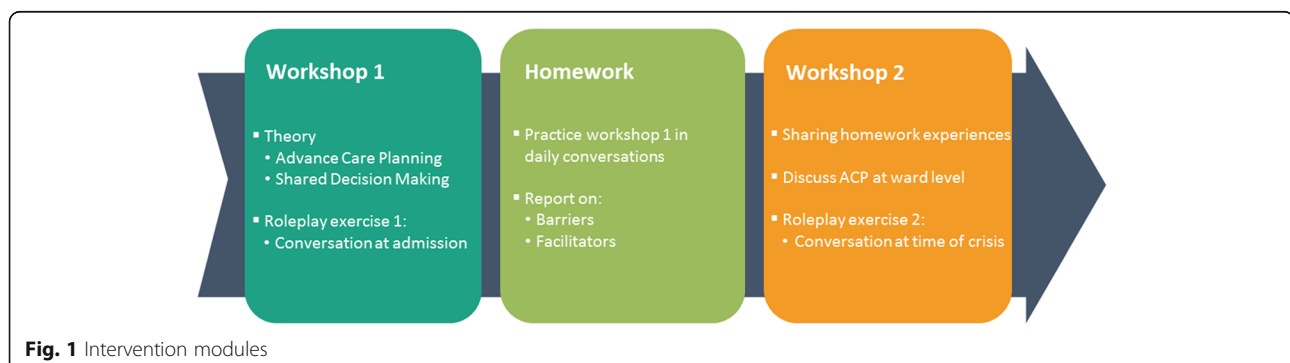 Workshop 1
▪ Theory
• Advance Care Planning
• Shared Decision Making
▪ Roleplay exercise 1:
• Conversation at admission
Homework
▪ Practice workshop 1 in
daily conversations
▪ Report on:
• Barriers
• Facilitators
Workshop 2
▪ Sharing homework experiences
▪ Discuss ACP at ward level
▪ Roleplay exercise 2:
• Conversation at time of crisis
Fig. 1 Intervention modules